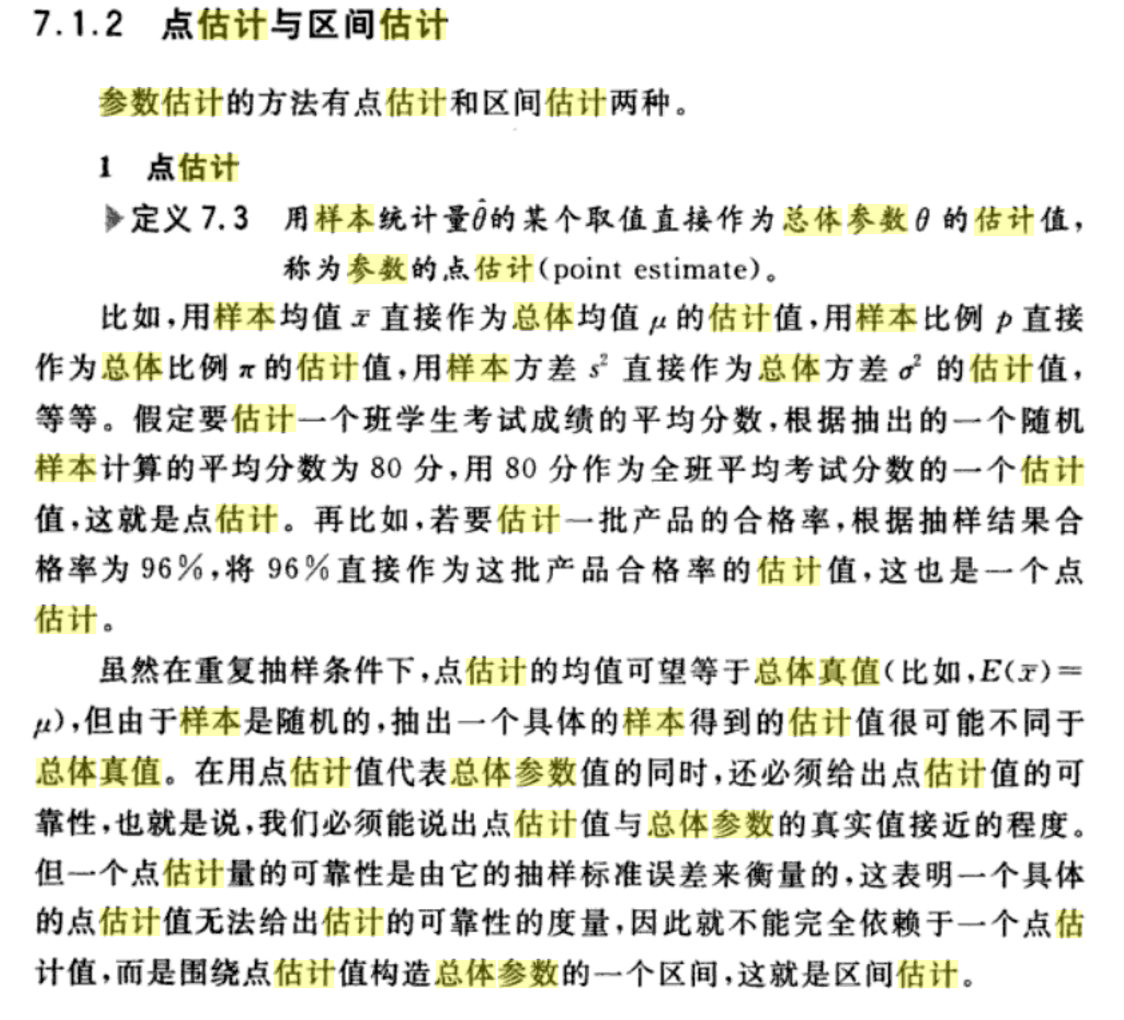 7.1.2 点估计与区间估计
参数估计的方法有点估计和区间估计两种。
1 点估计
定义7.3 用样本统计量θ̂的某个取值直接作为总体参数θ的估计值,
称为参数的点估计(point estimate)。
比如,用样本均值 x̄ 直接作为总体均值 μ 的估计值,用样本比例 p 直接
作为总体比例 π 的估计值,用样本方差 s² 直接作为总体方差 σ² 的估计值,
等等。假定要估计一个班学生考试成绩的平均分数,根据抽出的一个随机
样本计算的平均分数为 80 分,用 80 分作为全班平均考试分数的一个估计
值,这就是点估计。再比如,若要估计一批产品的合格率,根据抽样结果合
格率为 96%,将 96%直接作为这批产品合格率的估计值,这也是一个点
估计。
虽然在重复抽样条件下,点估计的均值可望等于总体真值(比如,E(x̄)=
μ),但由于样本是随机的,抽出一个具体的样本得到的估计值很可能不同于
总体真值。在用点估计值代表总体参数值的同时,还必须给出点估计值的可
靠性,也就是说,我们必须能说出点估计值与总体参数的真实值接近的程度。
但一个点估计量的可靠性是由它的抽样标准误差来衡量的,这表明一个具体
的点估计值无法给出估计的可靠性的度量,因此就不能完全依赖于一个点估
计值,而是围绕点估计值构造总体参数的一个区间,这就是区间估计。